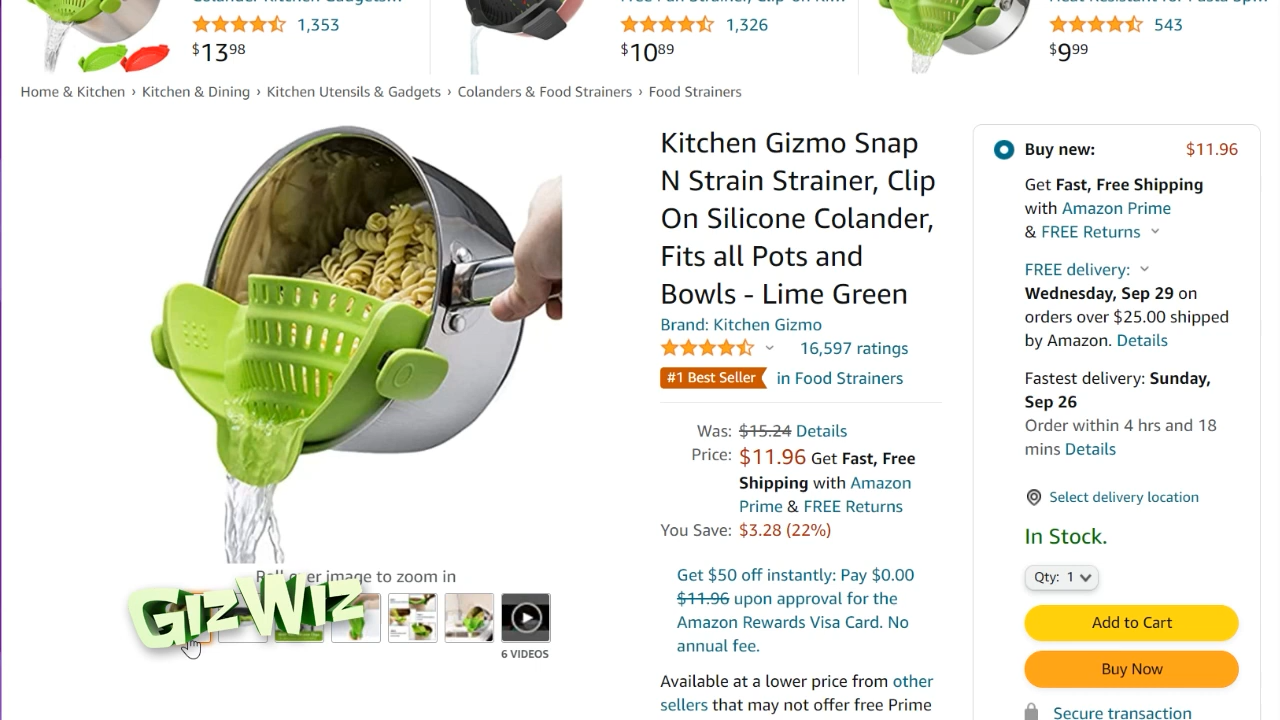 Colander Kitchen Gadgets...
1,353
$1398
1,326
$1089
543
$999
Home & Kitchen › Kitchen & Dining › Kitchen Utensils & Gadgets › Colanders & Food Strainers › Food Strainers
Kitchen Gizmo Snap
N Strain Strainer, Clip
On Silicone Colander,
Fits all Pots and
Bowls - Lime Green
Brand: Kitchen Gizmo
16,597 ratings
#1 Best Seller in Food Strainers
Was: $15.24 Details
Price: $11.96 Get Fast, Free
Shipping with Amazon
Prime & FREE Returns
You Save: $3.28 (22%)
Get $50 off instantly: Pay $0.00
$11.96 upon approval for the
Amazon Rewards Visa Card. No
annual fee.
Available at a lower price from other
sellers that may not offer free Prime
Roll over image to zoom in
GizWiz
6 VIDEOS
Buy new: $11.96
Get Fast, Free Shipping
with Amazon Prime
& FREE Returns
FREE delivery:
Wednesday, Sep 29 on
orders over $25.00 shipped
by Amazon. Details
Fastest delivery: Sunday,
Sep 26
Order within 4 hrs and 18
mins Details
Select delivery location
In Stock.
Qty: 1
Add to Cart
Buy Now
Secure transaction